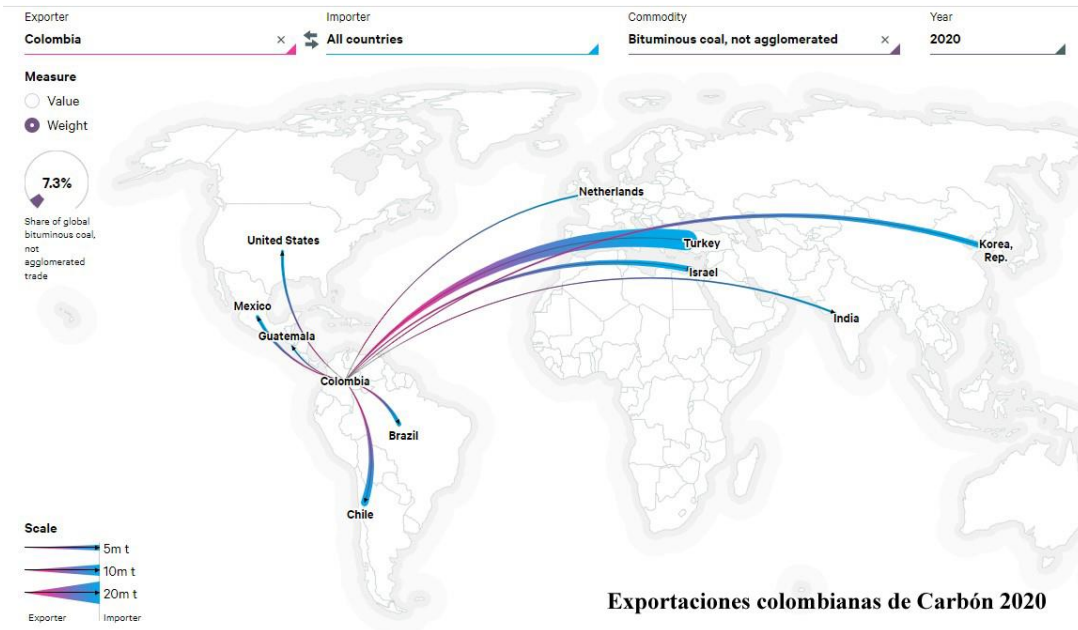 Exporter
Importer
Commodity
Year
Colombia ×
All countries
Bituminous coal, not agglomerated ×
2020
Measure
Value
Weight
7.3%
Share of global
bituminous coal,
not
agglomerated
trade
Netherlands
United States
Turkey
Korea,
Rep.
Israel
Mexico
India
Guatemala
Colombia
Brazil
Chile
Scale
5m t
10m t
20m t
Exporter
Importer
Exportaciones colombianas de Carbón 2020